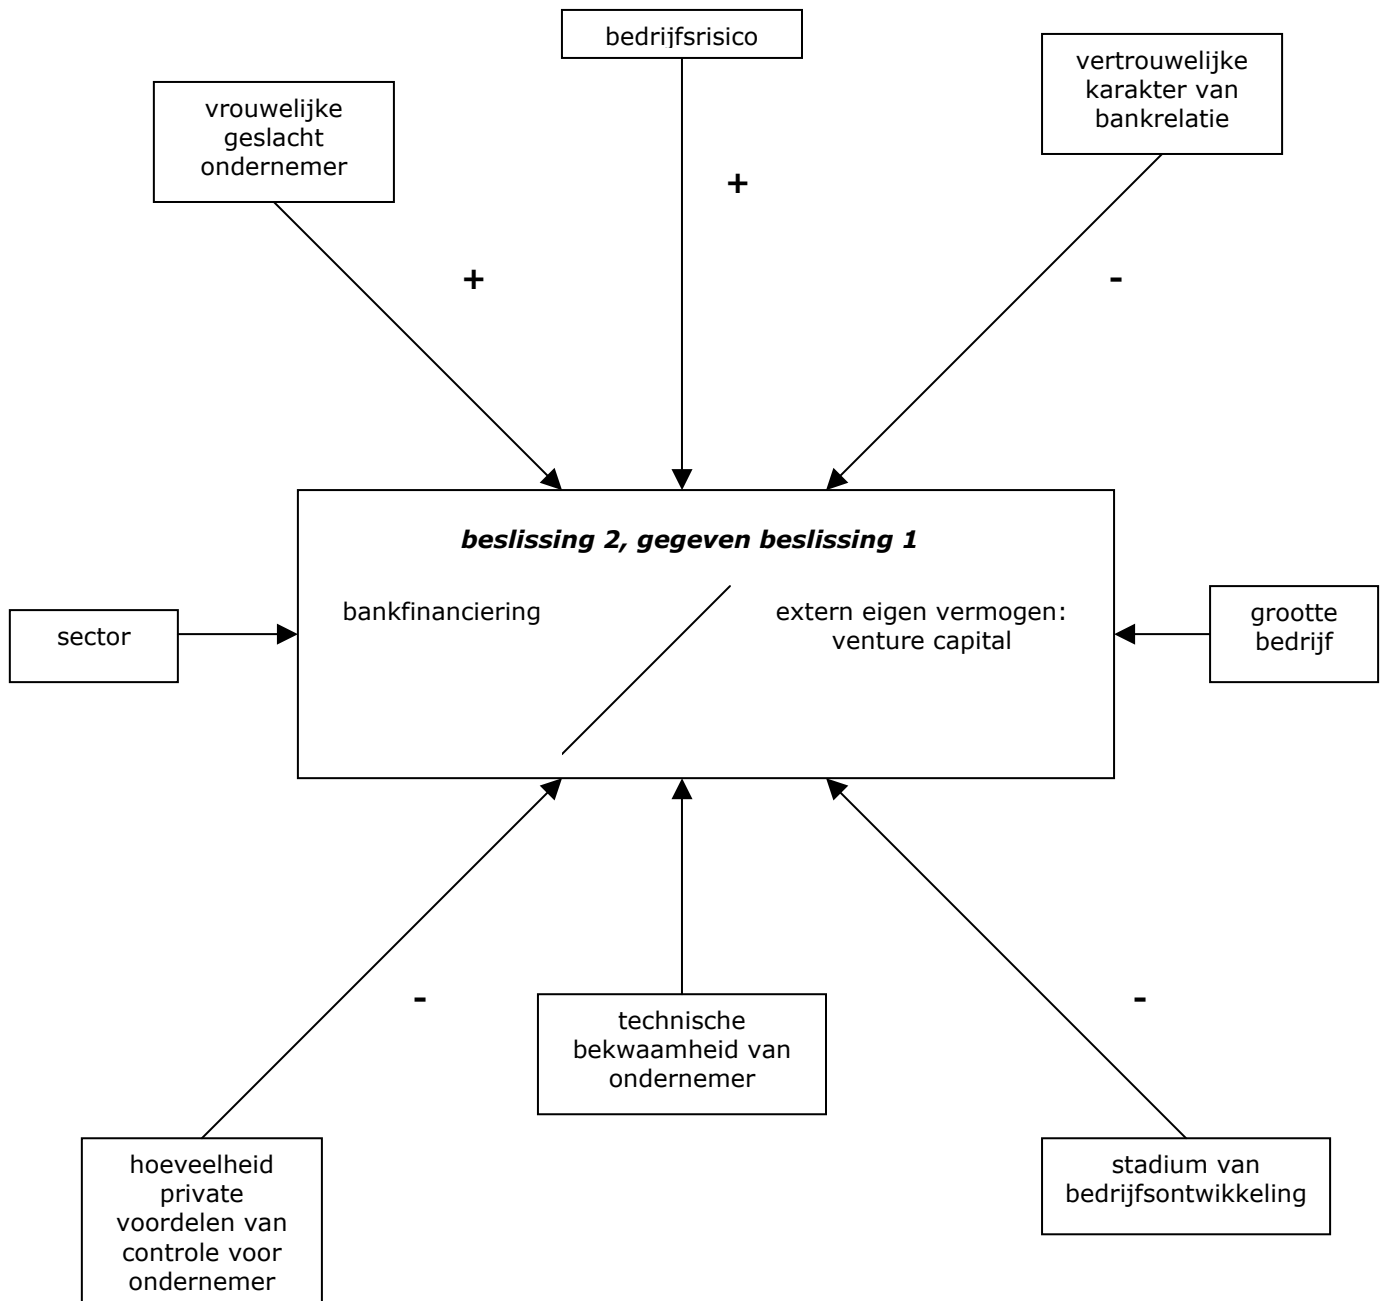 bedrijfsrisico
vrouwelijke
geslacht
ondernemer
vertrouwelijke
karakter van
bankrelatie
+
+
-
beslissing 2, gegeven beslissing 1
bankfinanciering
extern eigen vermogen:
venture capital
sector
grootte
bedrijf
-
-
technische
bekwaamheid van
ondernemer
hoeveelheid
private
voordelen van
controle voor
ondernemer
stadium van
bedrijfsontwikkeling